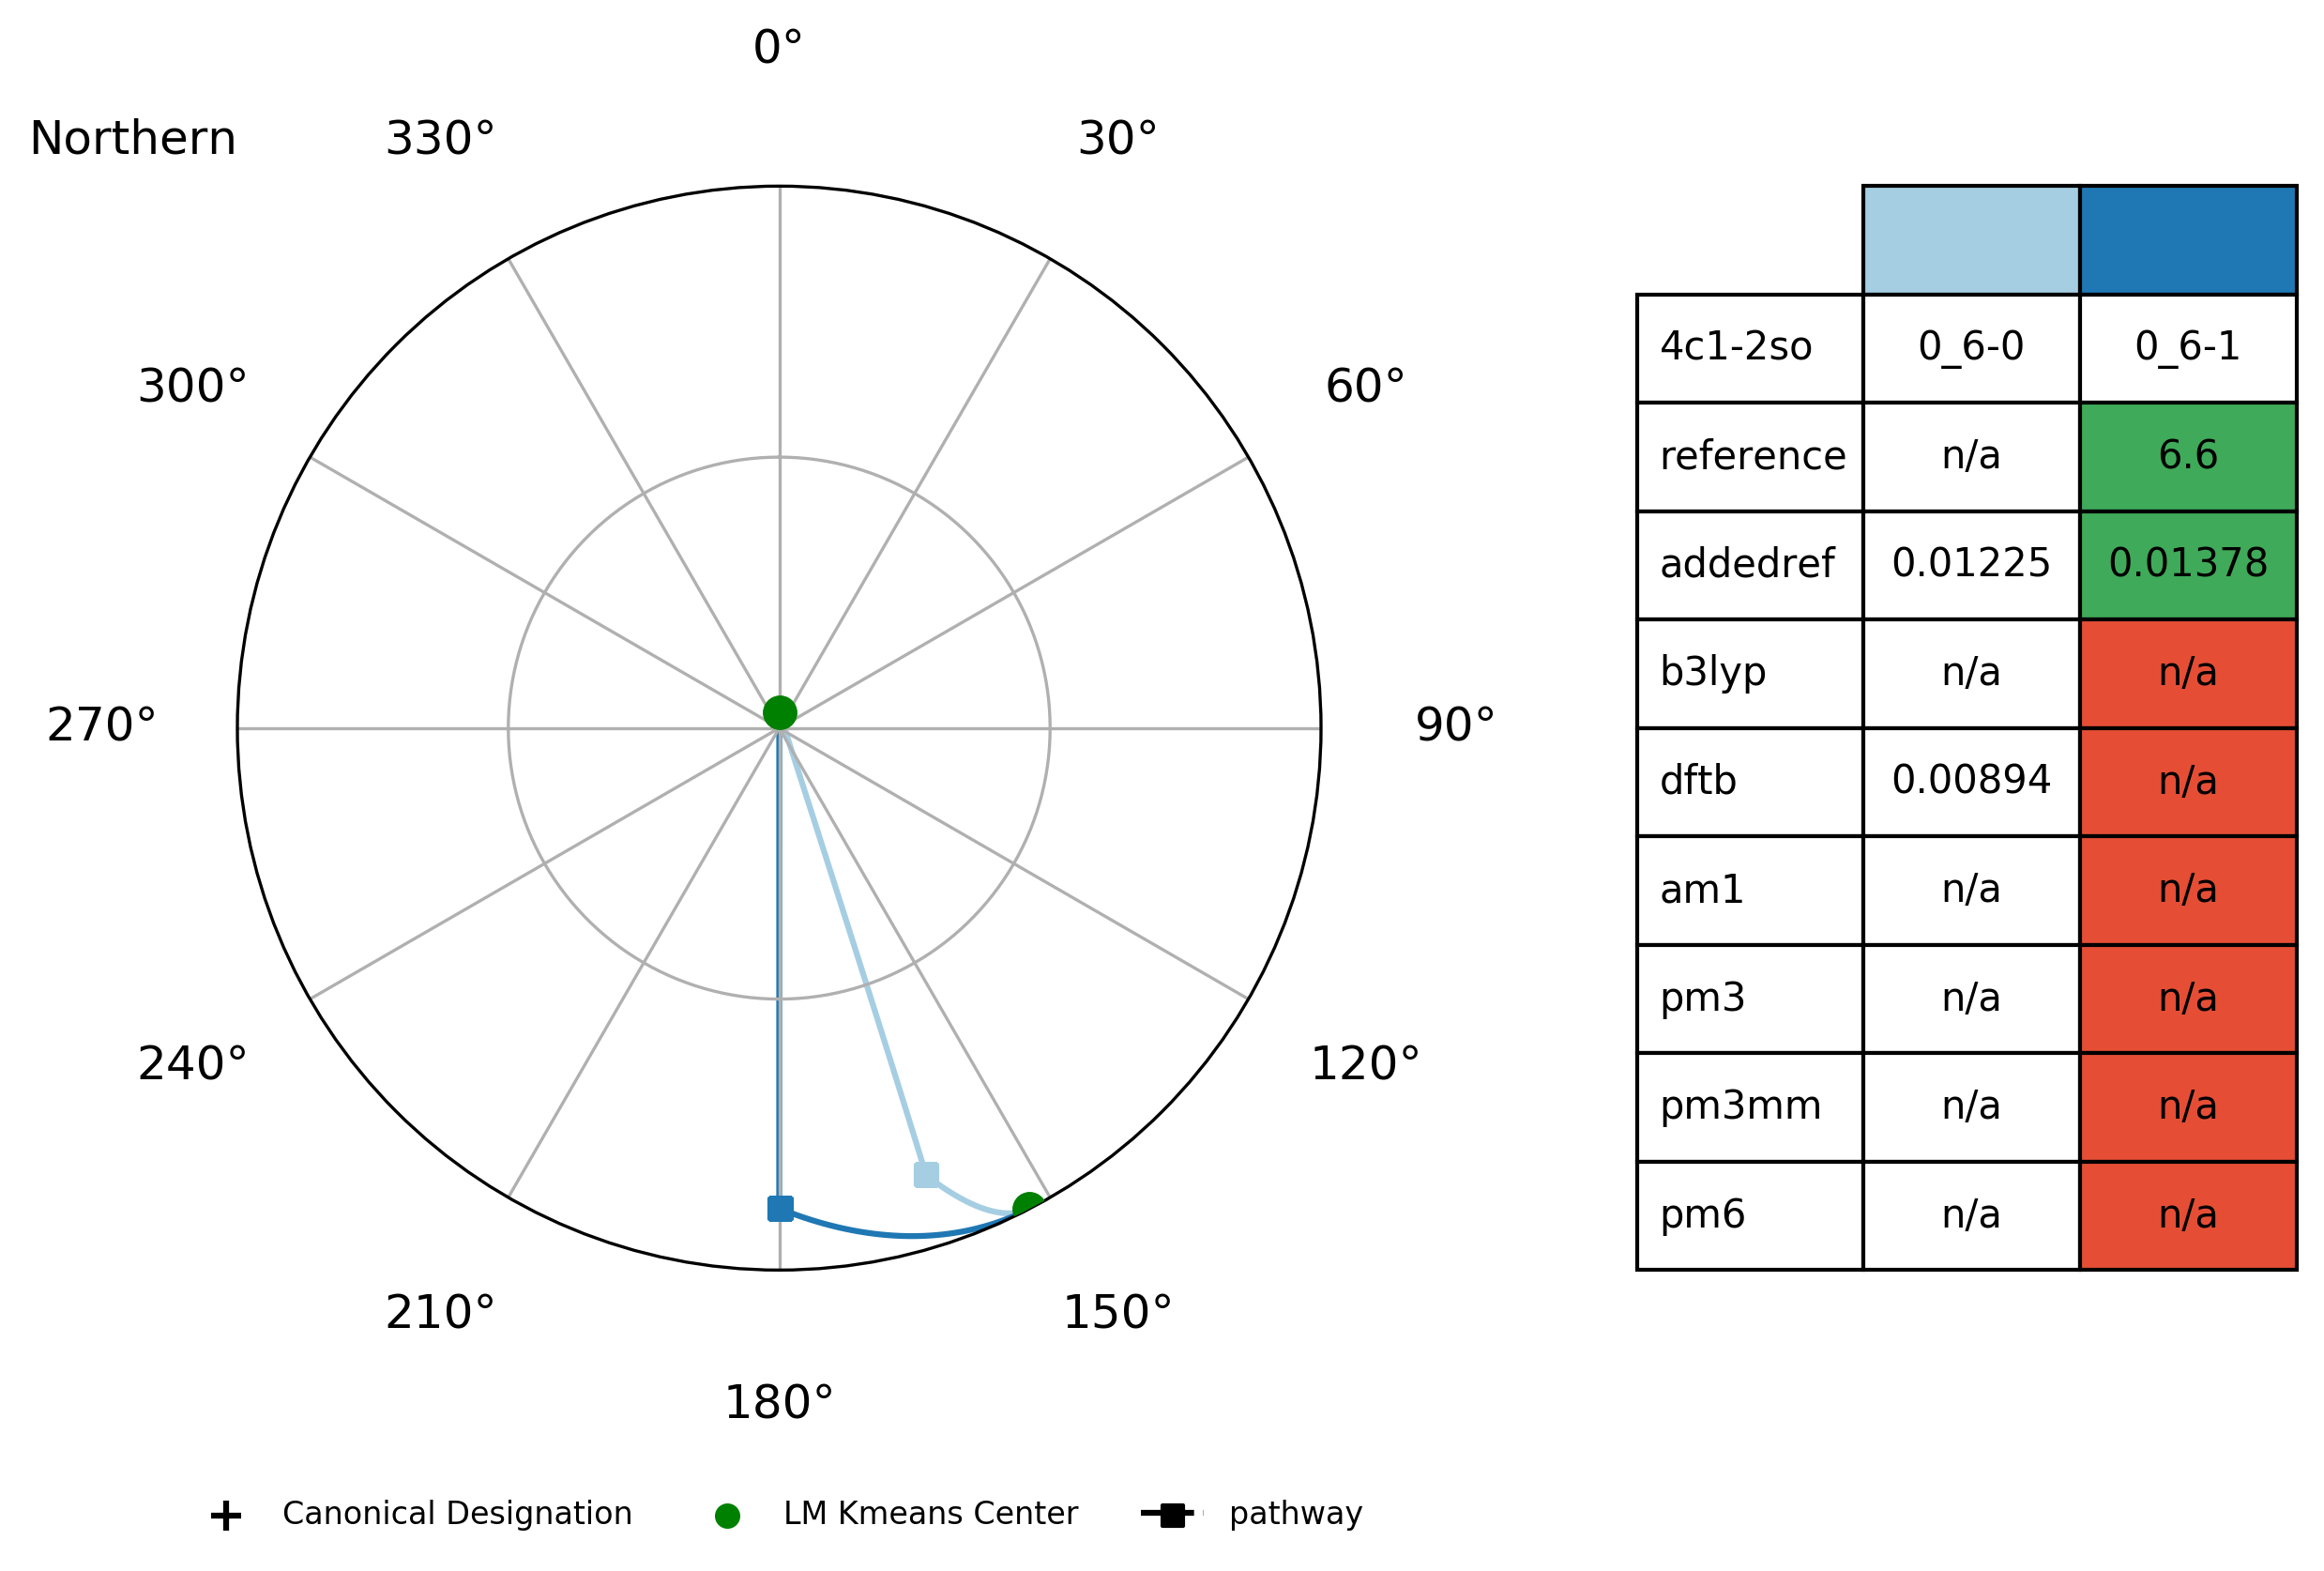 0°
Northern
330°
30°
300°
60°
270°
90°
240°
120°
210°
150°
180°
4c1-2so 0_6-0 0_6-1
reference n/a 6.6
addedref 0.01225 0.01378
b3lyp n/a n/a
dftb 0.00894 n/a
am1 n/a n/a
pm3 n/a n/a
pm3mm n/a n/a
pm6 n/a n/a
Canonical Designation LM Kmeans Center pathway